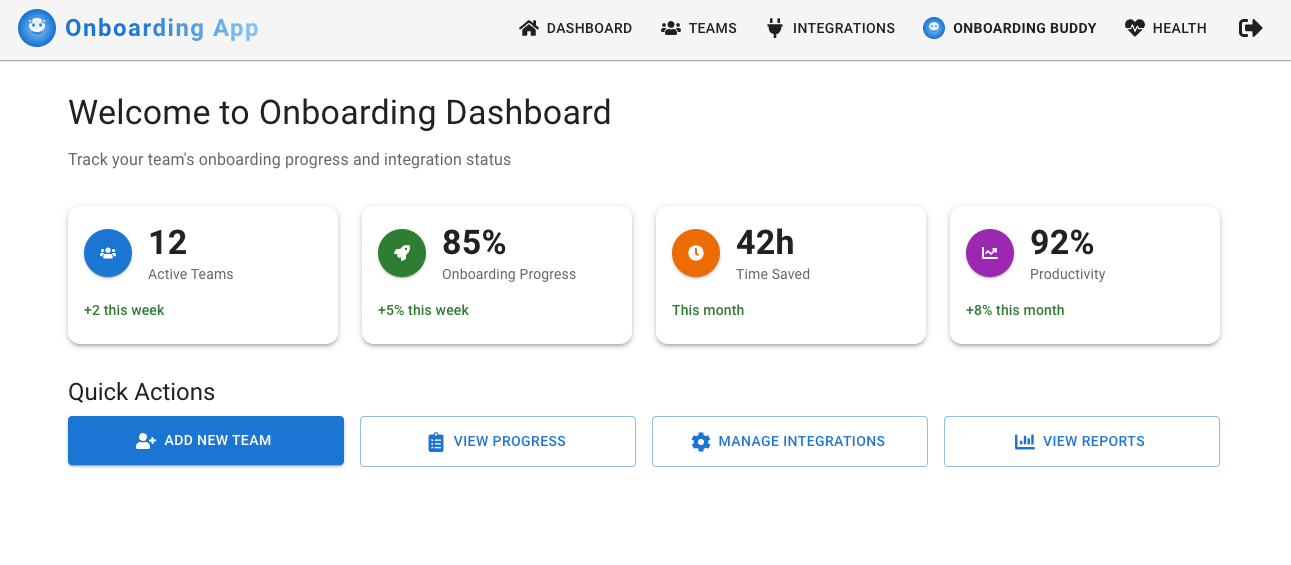 Onboarding App
DASHBOARD
TEAMS
INTEGRATIONS
ONBOARDING BUDDY
HEALTH
Welcome to Onboarding Dashboard
Track your team's onboarding progress and integration status
12
Active Teams
+2 this week
85%
Onboarding Progress
+5% this week
42h
Time Saved
This month
92%
Productivity
+8% this month
Quick Actions
ADD NEW TEAM
VIEW PROGRESS
MANAGE INTEGRATIONS
VIEW REPORTS